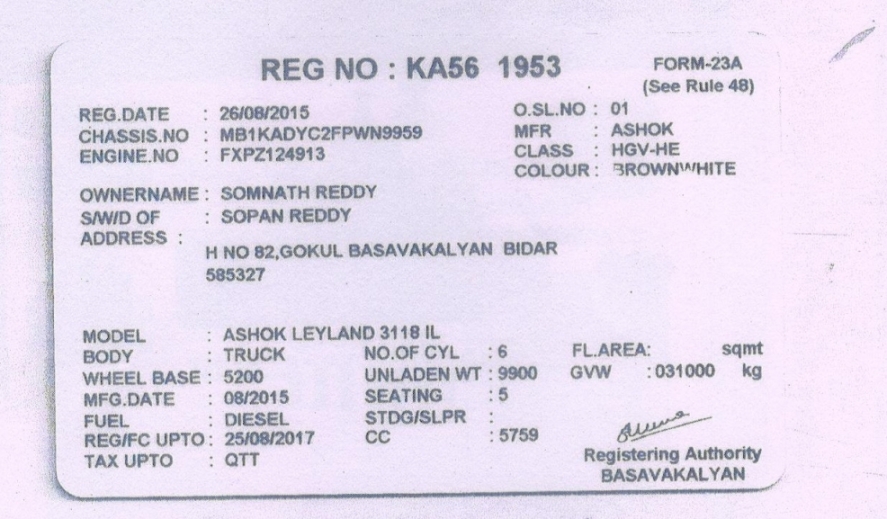 REG NO : KA56 1953 FORM-23A
(See Rule 48)
REG.DATE : 26/08/2015 O.SL.NO : 01
CHASSIS.NO : MB1KADYC2FPWN9959 MFR : ASHOK
ENGINE.NO : FXPZ124913 CLASS : HGV-HE
COLOUR : BROWNWHITE
OWNERNAME : SOMNATH REDDY
S/W/D OF : SOPAN REDDY
ADDRESS :
H NO 82,GOKUL BASAVAKALYAN BIDAR
585327
MODEL : ASHOK LEYLAND 3118 IL
BODY : TRUCK NO.OF CYL : 6 FL.AREA: sqmt
WHEEL BASE : 5200 UNLADEN WT : 9900 GVW : 031000 kg
MFG.DATE : 08/2015 SEATING : 5
FUEL : DIESEL STDG/SLPR :
REG/FC UPTO : 25/08/2017 CC : 5759
TAX UPTO : QTT Registering Authority
BASAVAKALYAN